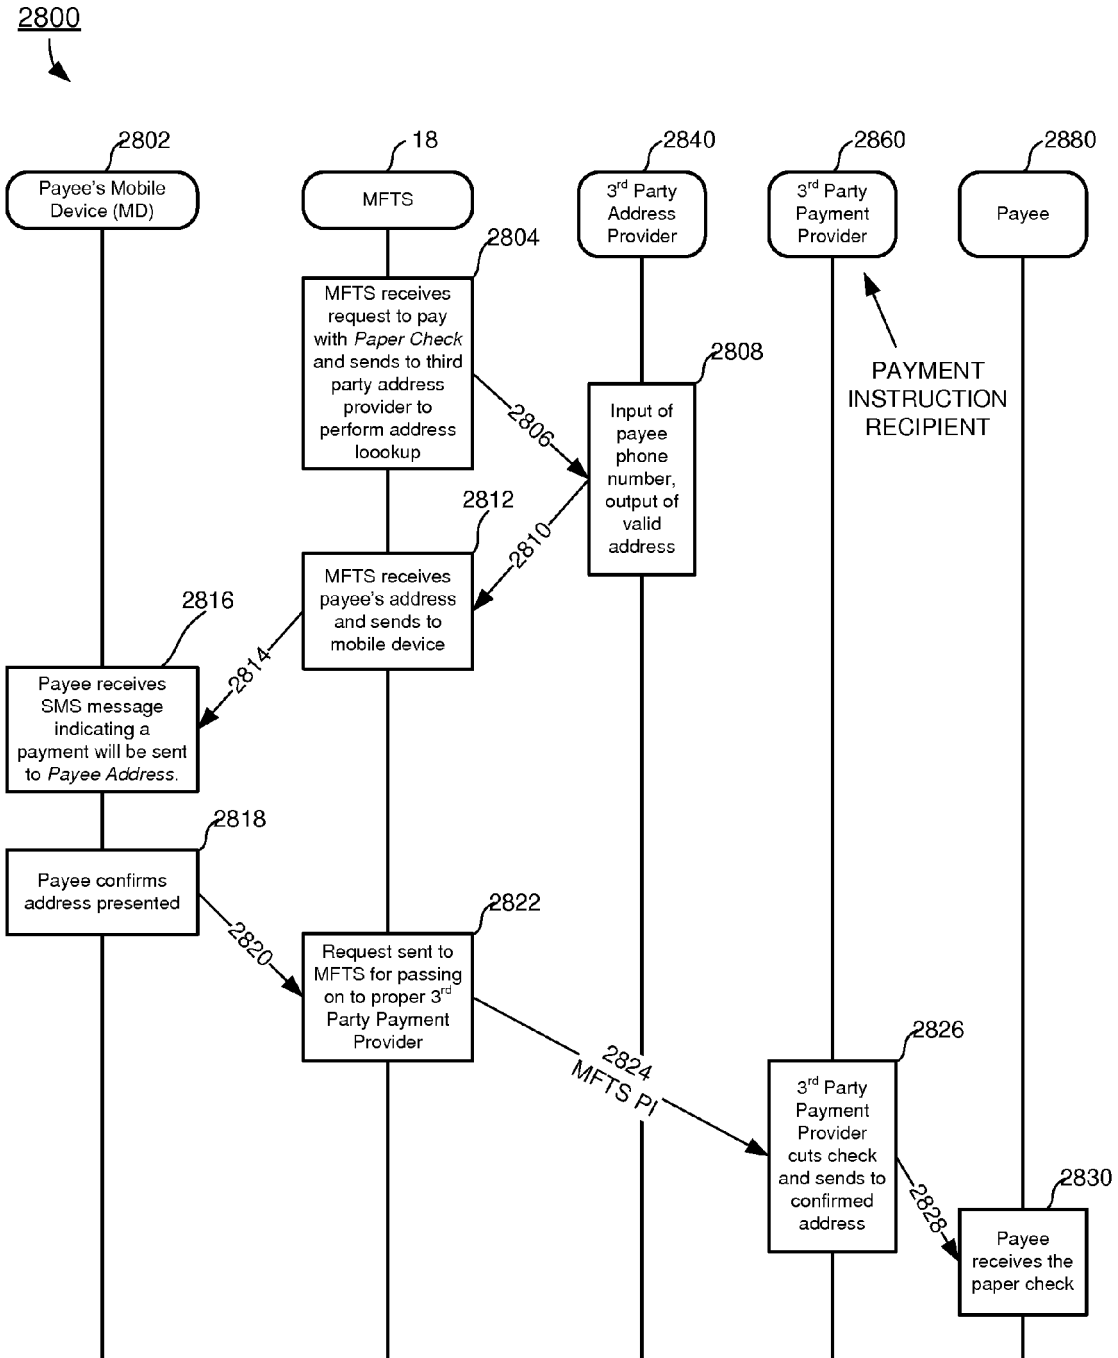 2800
2802
18
2840
2860
2880
Payee's Mobile
Device (MD)
MFTS
3rd Party
Address
Provider
3rd Party
Payment
Provider
Payee
2804
MFTS receives
request to pay
with Paper Check
and sends to third
party address
provider to
perform address
loookup
2806
2808
Input of
payee
phone
number,
output of
valid
address
PAYMENT
INSTRUCTION
RECIPIENT
2810
2812
MFTS receives
payee's address
and sends to
mobile device
2814
2816
Payee receives
SMS message
indicating a
payment will be sent
to Payee Address.
2818
Payee confirms
address presented
2820
2822
Request sent to
MFTS for passing
on to proper 3rd
Party Payment
Provider
2824
MFTS PI
2826
3rd Party
Payment
Provider
cuts check
and sends to
confirmed
address
2828
2830
Payee
receives the
paper check